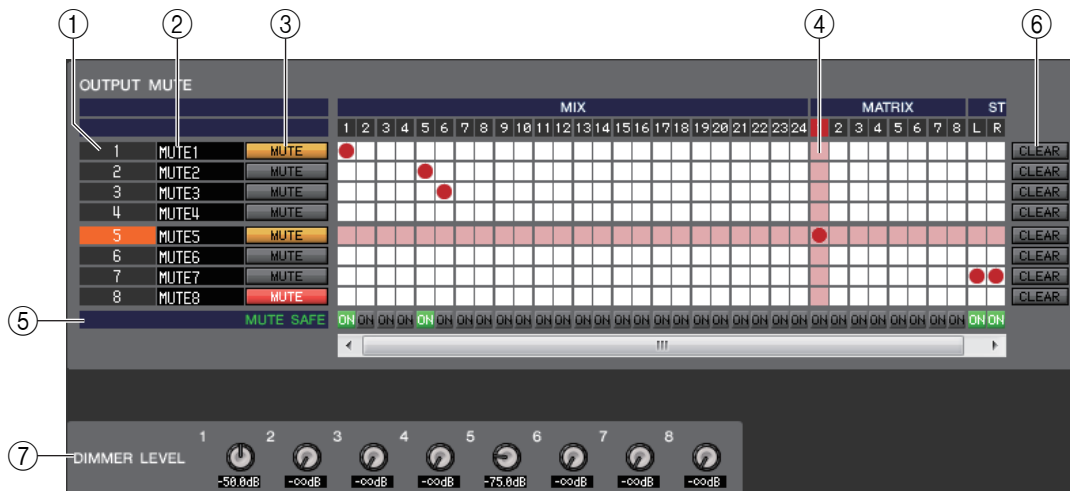 ① ② ③ ④ ⑥
OUTPUT MUTE
MIX MATRIX ST
1 2 3 4 5 6 7 8 9 10 11 12 13 14 15 16 17 18 19 20 21 22 23 24 2 3 4 5 6 7 8 L R
1 MUTE1 MUTE CLEAR
2 MUTE2 MUTE CLEAR
3 MUTE3 MUTE CLEAR
4 MUTE4 MUTE CLEAR
5 MUTE5 MUTE CLEAR
6 MUTE6 MUTE CLEAR
7 MUTE7 MUTE CLEAR
8 MUTE8 MUTE CLEAR
⑤ MUTE SAFE ON ON ON ON ON ON ON ON ON ON ON ON ON ON ON ON ON ON ON ON ON ON ON ON ON ON ON ON ON ON ON ON ON ON
1 2 3 4 5 6 7 8
⑦ DIMMER LEVEL
-50.0dB -∞dB -∞dB -∞dB -75.0dB -∞dB -∞dB -∞dB